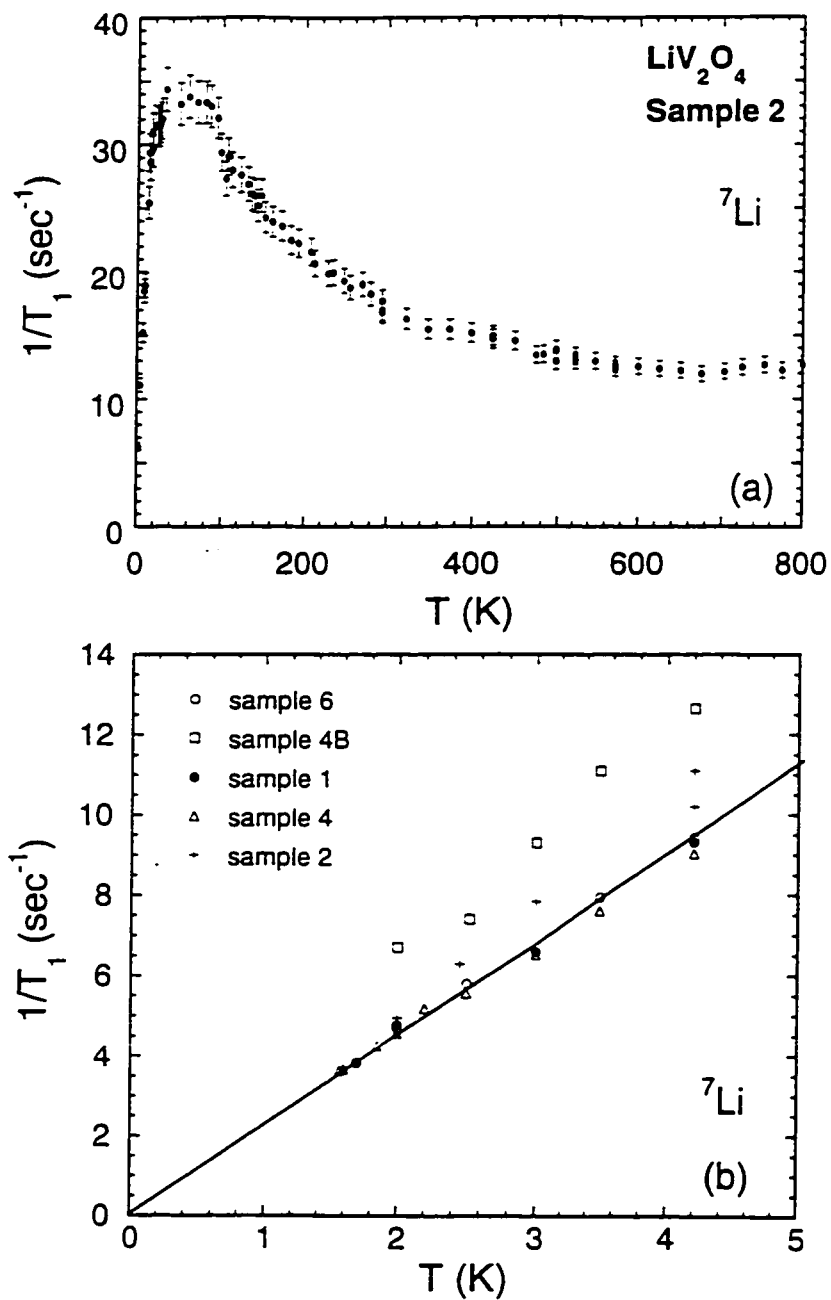 LiV₂O₄
Sample 2
⁷Li
1/T₁ (sec⁻¹)
40
30
20
10
0
0 200 400 600 800
T (K)
(a)
14
12
10
8
6
4
2
0
sample 6
sample 4B
sample 1
sample 4
sample 2
1/T₁ (sec⁻¹)
⁷Li
(b)
0 1 2 3 4 5
T (K)